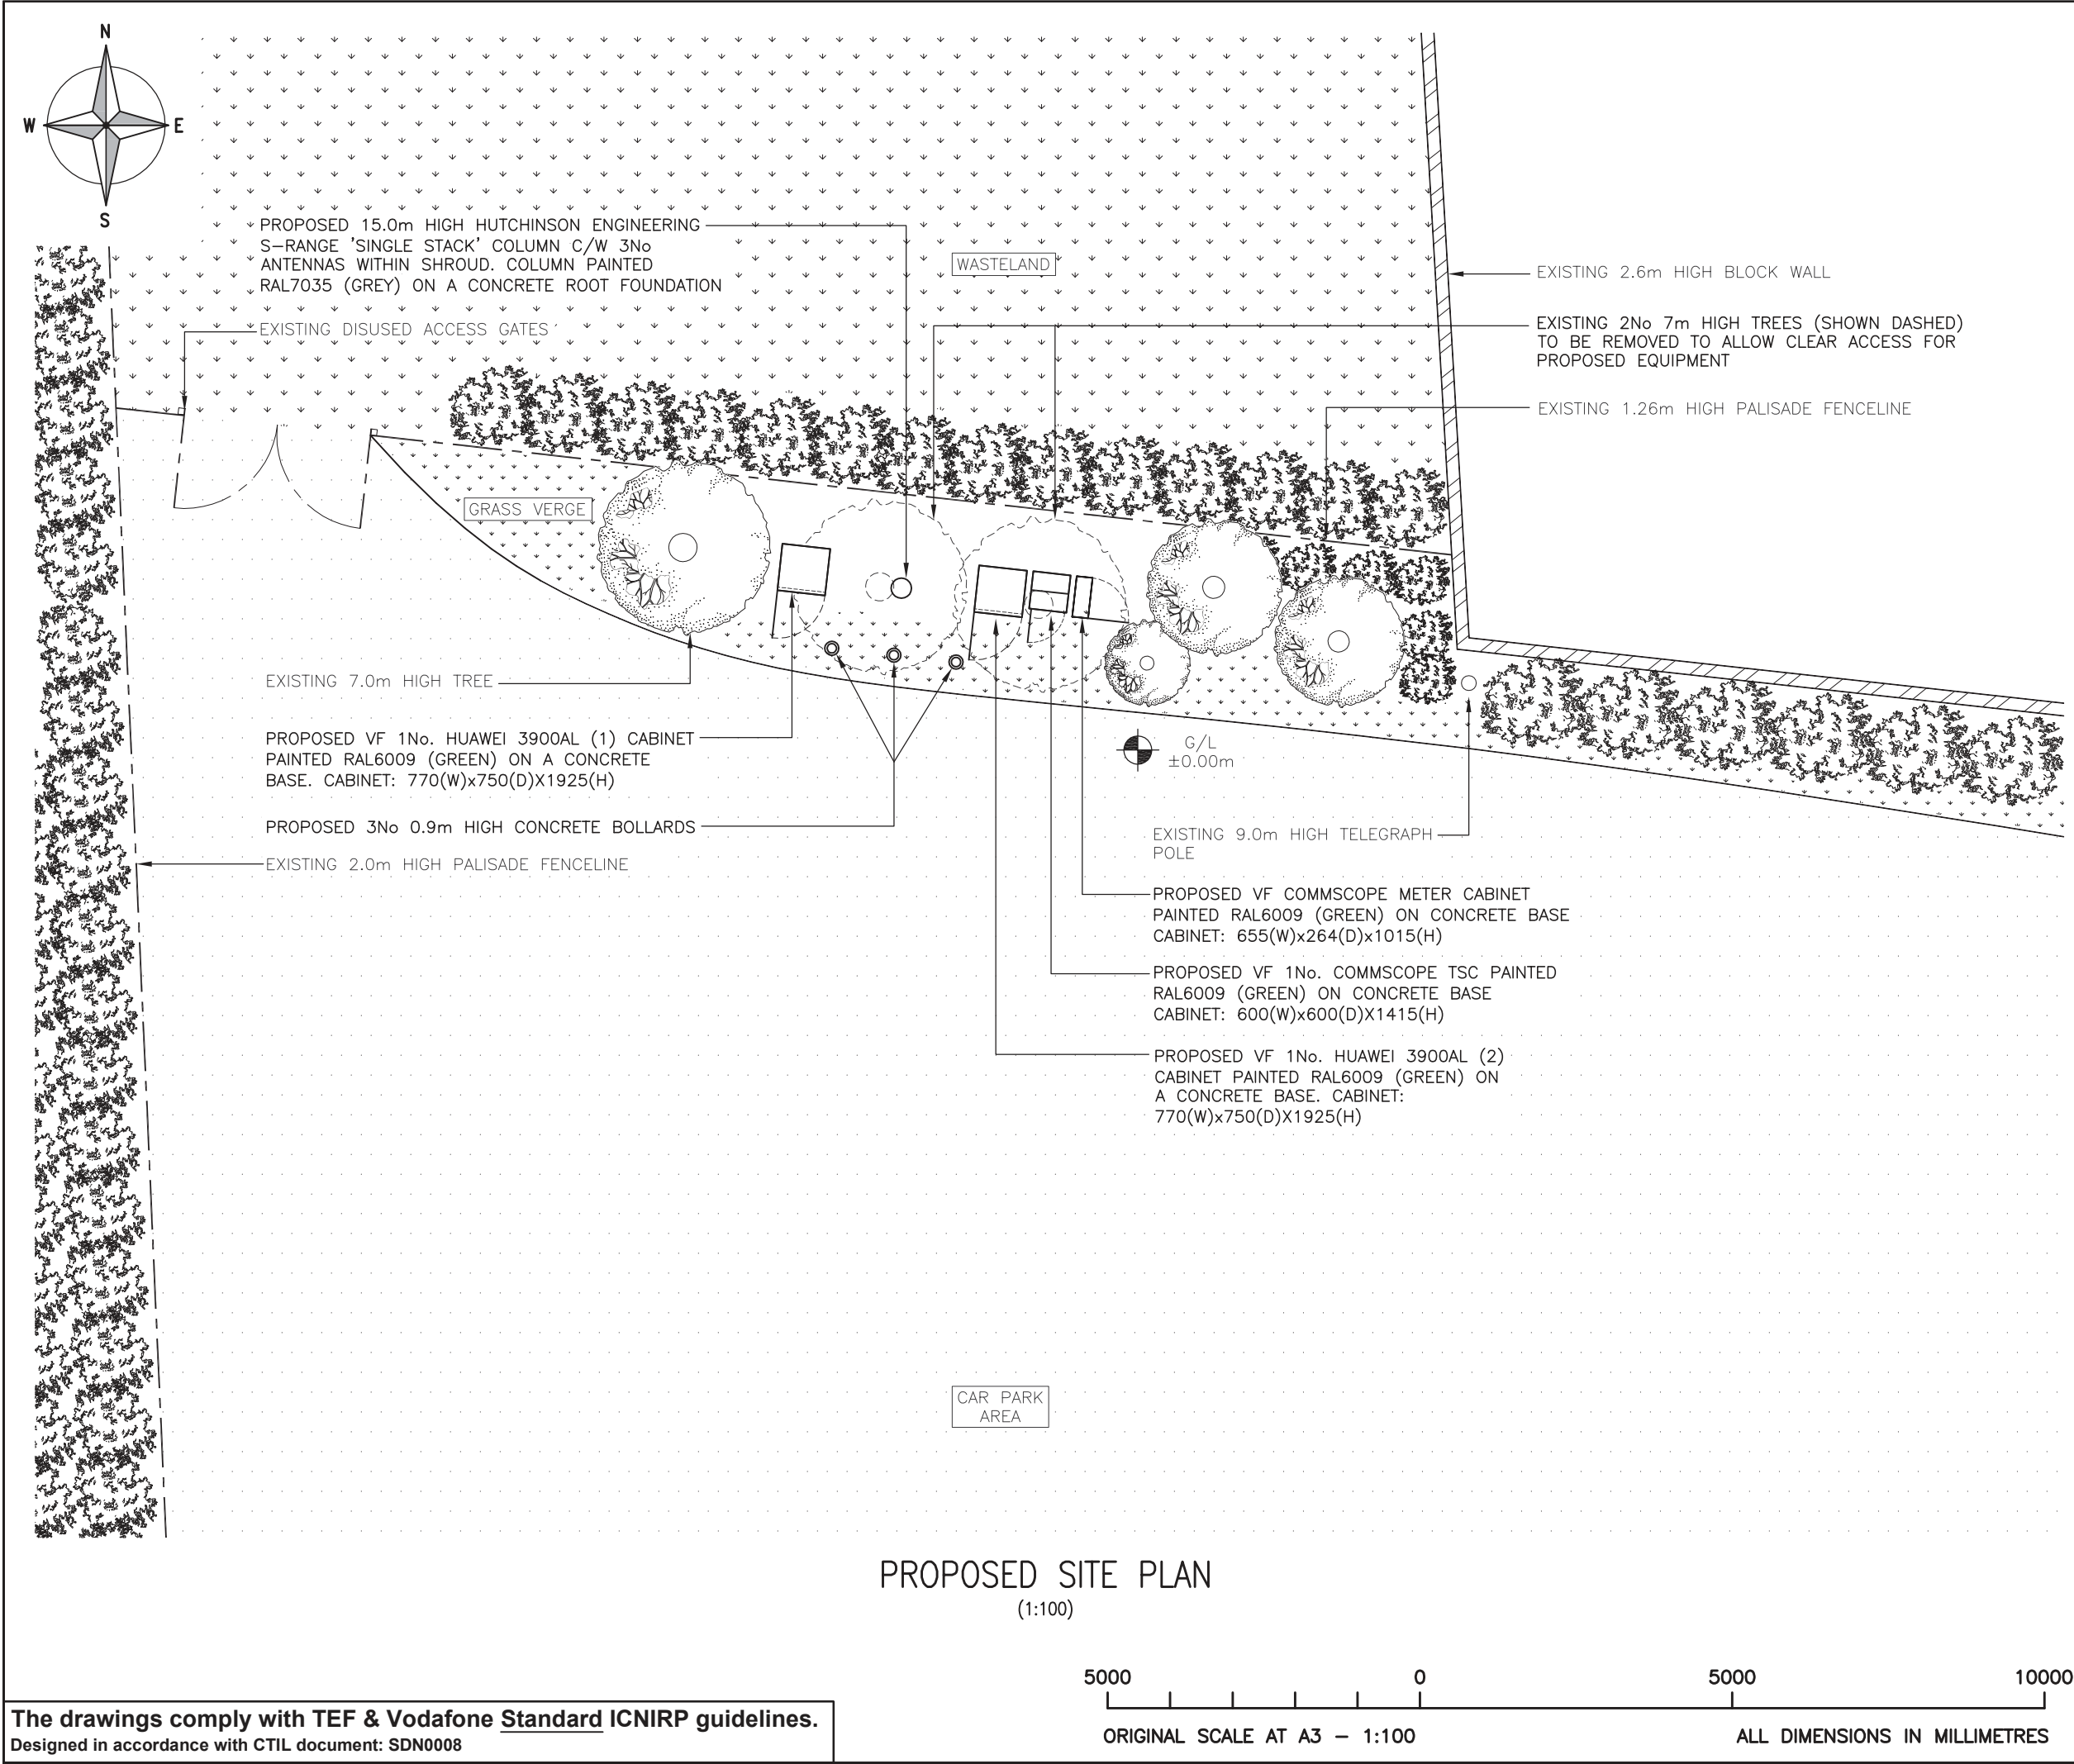 N
W
E
S
PROPOSED 15.0m HIGH HUTCHINSON ENGINEERING
S-RANGE 'SINGLE STACK' COLUMN C/W 3No
ANTENNAS WITHIN SHROUD. COLUMN PAINTED
RAL7035 (GREY) ON A CONCRETE ROOT FOUNDATION
WASTELAND
EXISTING 2.6m HIGH BLOCK WALL
EXISTING DISUSED ACCESS GATES
EXISTING 2No 7m HIGH TREES (SHOWN DASHED)
TO BE REMOVED TO ALLOW CLEAR ACCESS FOR
PROPOSED EQUIPMENT
EXISTING 1.26m HIGH PALISADE FENCELINE
GRASS VERGE
EXISTING 7.0m HIGH TREE
PROPOSED VF 1No. HUAWEI 3900AL (1) CABINET
PAINTED RAL6009 (GREEN) ON A CONCRETE
BASE. CABINET: 770(W)x750(D)X1925(H)
G/L
±0.00m
PROPOSED 3No 0.9m HIGH CONCRETE BOLLARDS
EXISTING 2.0m HIGH PALISADE FENCELINE
EXISTING 9.0m HIGH TELEGRAPH
POLE
PROPOSED VF COMMSCOPE METER CABINET
PAINTED RAL6009 (GREEN) ON CONCRETE BASE
CABINET: 655(W)x264(D)x1015(H)
PROPOSED VF 1No. COMMSCOPE TSC PAINTED
RAL6009 (GREEN) ON CONCRETE BASE
CABINET: 600(W)x600(D)X1415(H)
PROPOSED VF 1No. HUAWEI 3900AL (2)
CABINET PAINTED RAL6009 (GREEN) ON
A CONCRETE BASE. CABINET:
770(W)x750(D)X1925(H)
CAR PARK
AREA
PROPOSED SITE PLAN
(1:100)
5000 0 5000 10000
ORIGINAL SCALE AT A3 - 1:100
ALL DIMENSIONS IN MILLIMETRES
The drawings comply with TEF & Vodafone Standard ICNIRP guidelines.
Designed in accordance with CTIL document: SDN0008